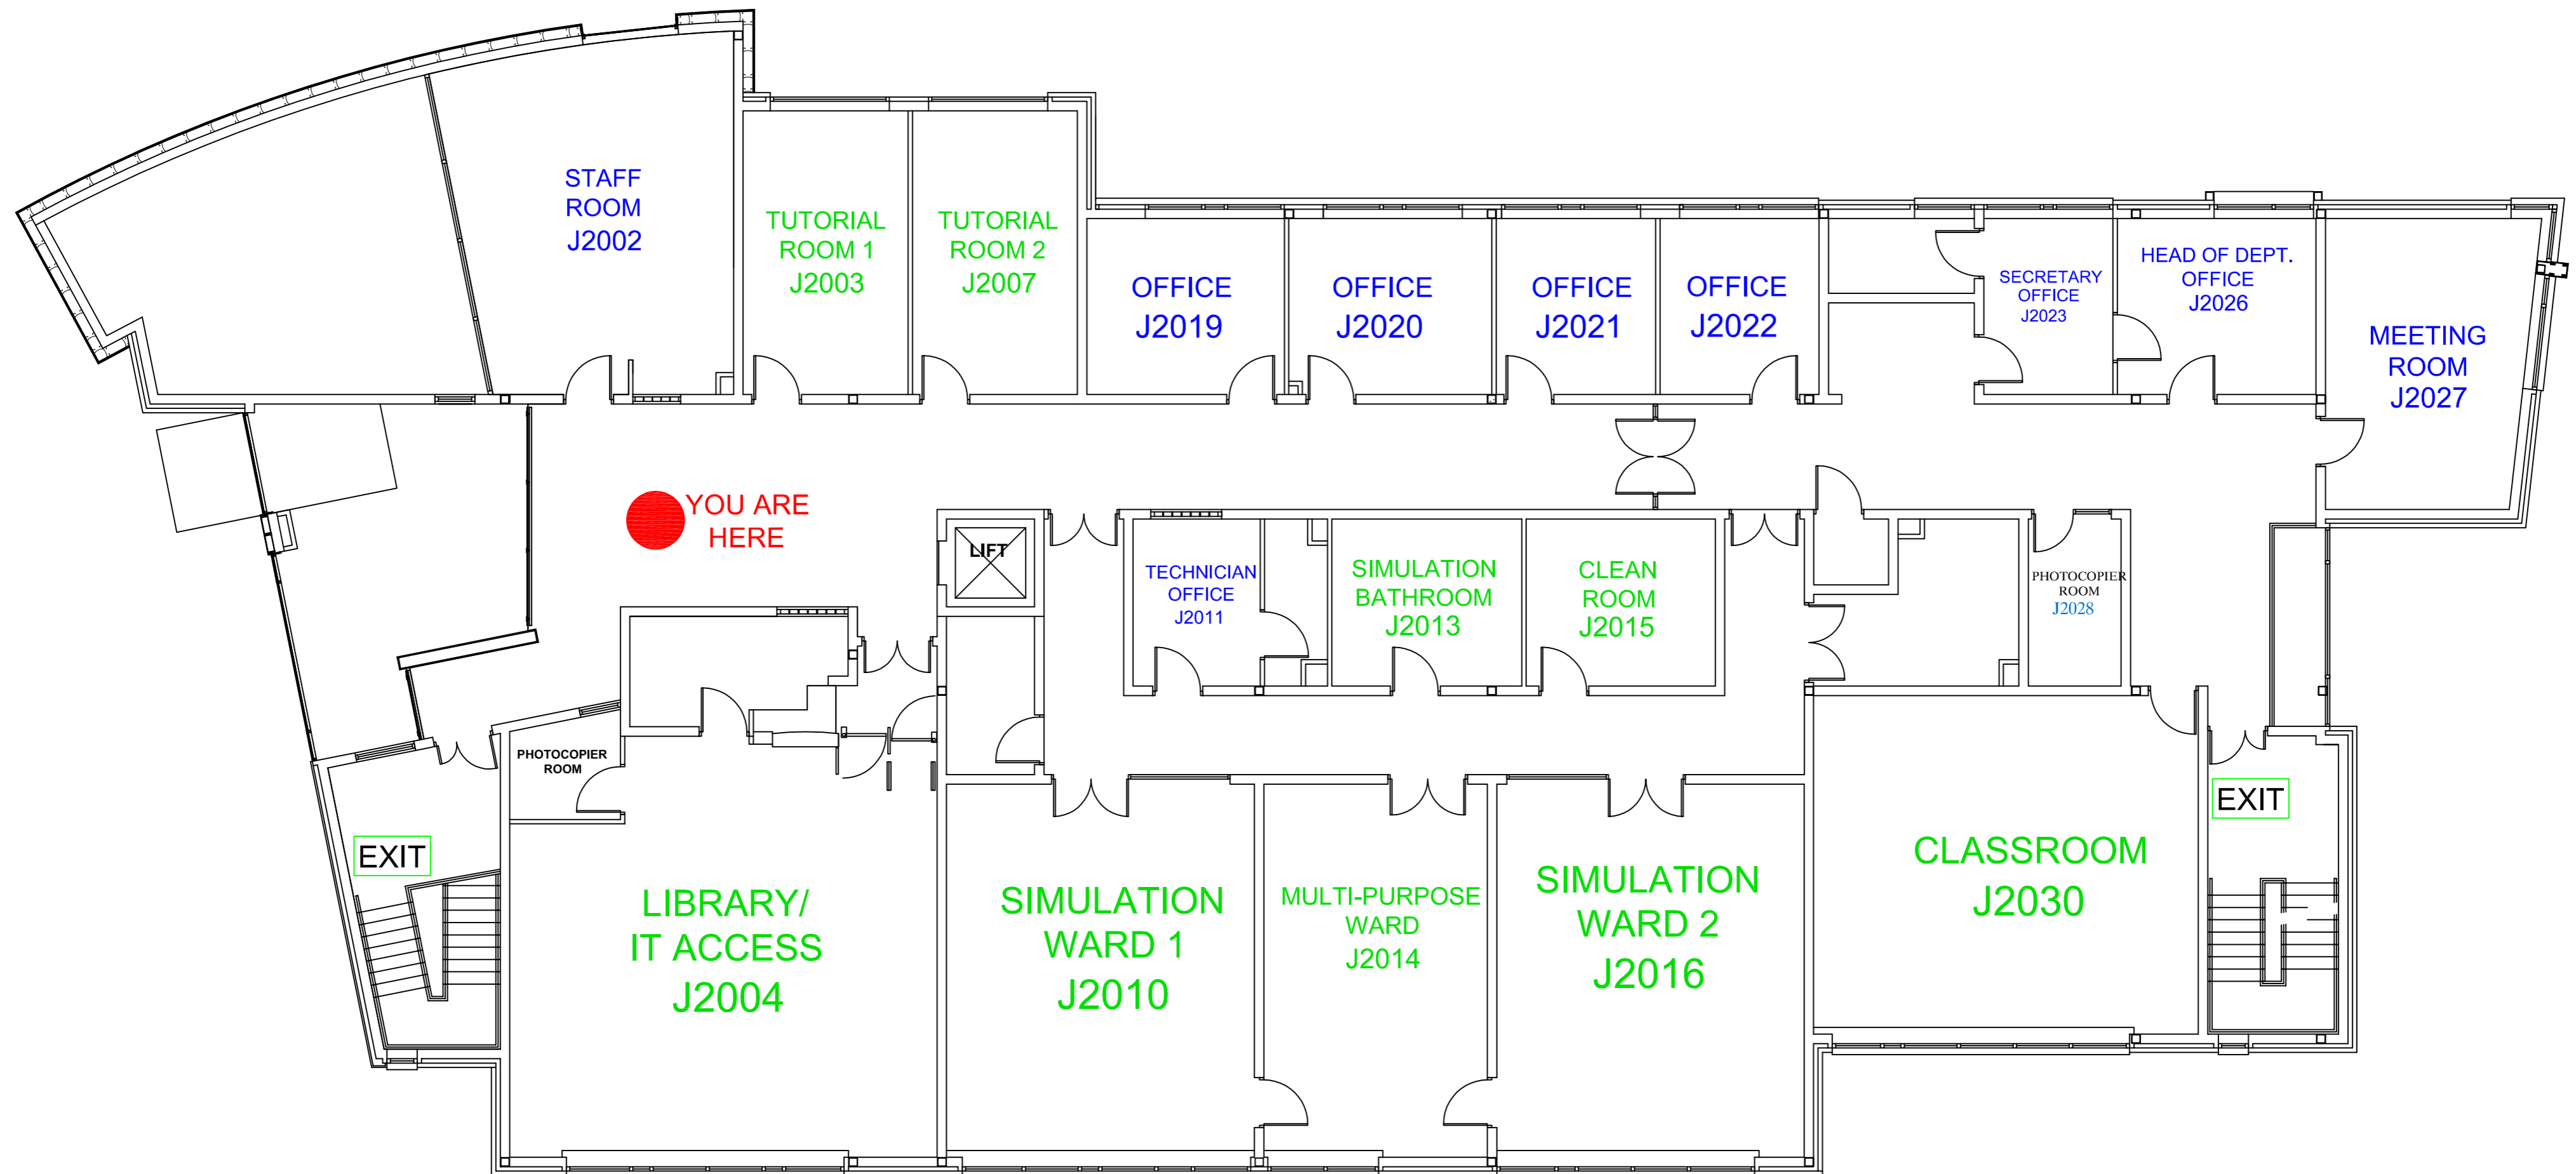 STAFF
ROOM
J2002
TUTORIAL
ROOM 1
J2003
TUTORIAL
ROOM 2
J2007
OFFICE
J2019
OFFICE
J2020
OFFICE
J2021
OFFICE
J2022
SECRETARY
OFFICE
J2023
HEAD OF DEPT.
OFFICE
J2026
MEETING
ROOM
J2027
YOU ARE
HERE
LIFT
TECHNICIAN
OFFICE
J2011
SIMULATION
BATHROOM
J2013
CLEAN
ROOM
J2015
PHOTOCOPIER
ROOM
J2028
PHOTOCOPIER
ROOM
EXIT
LIBRARY/
IT ACCESS
J2004
SIMULATION
WARD 1
J2010
MULTI-PURPOSE
WARD
J2014
SIMULATION
WARD 2
J2016
CLASSROOM
J2030
EXIT